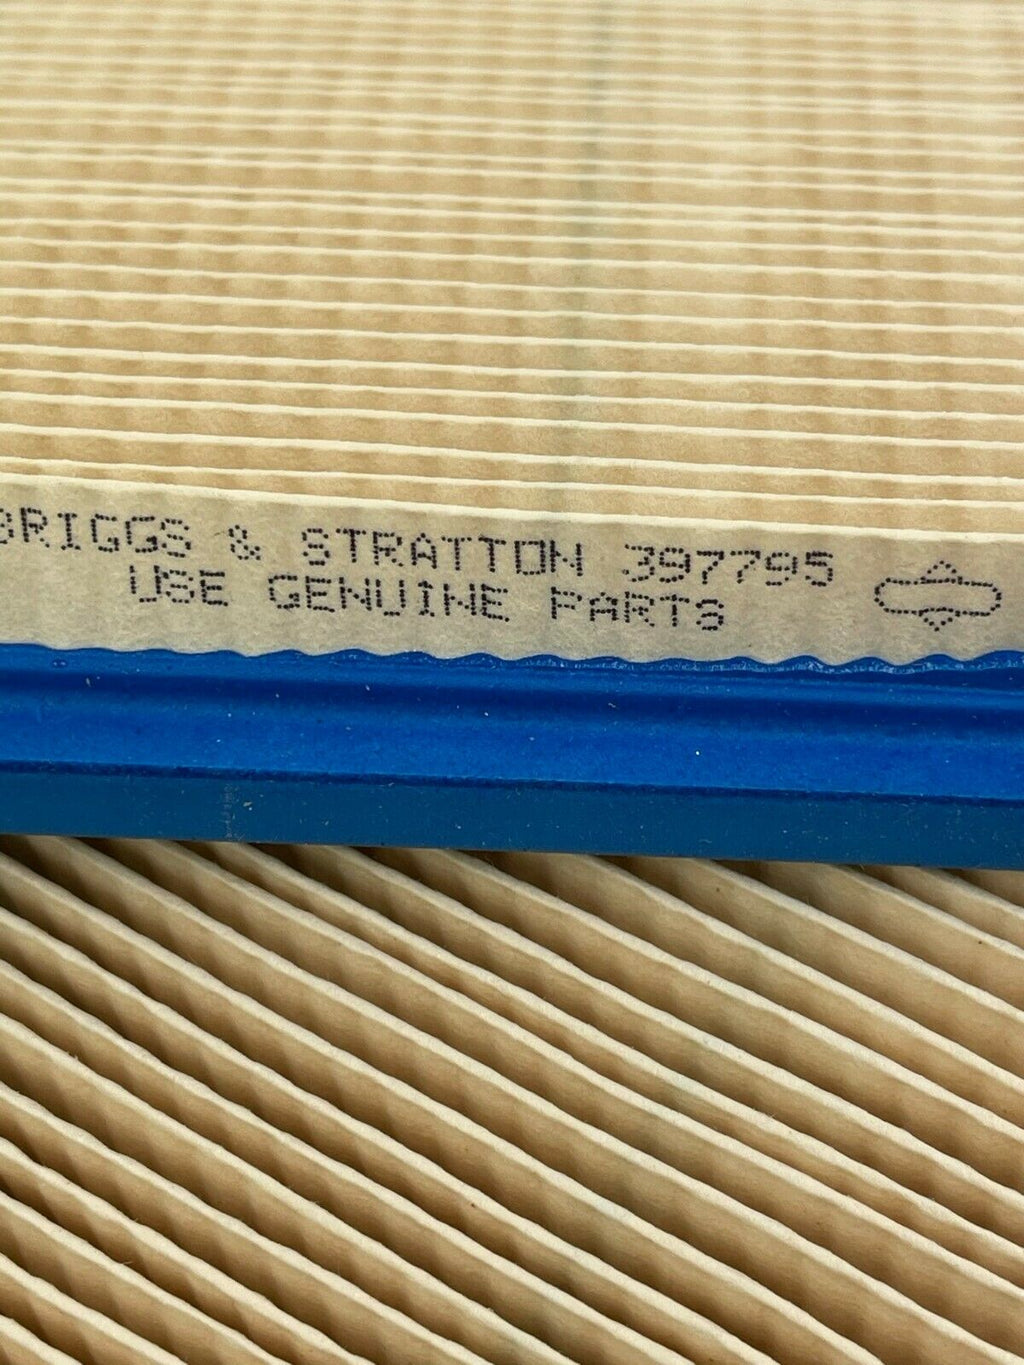 BRIGGS & STRATTON 397795
USE GENUINE PARTS